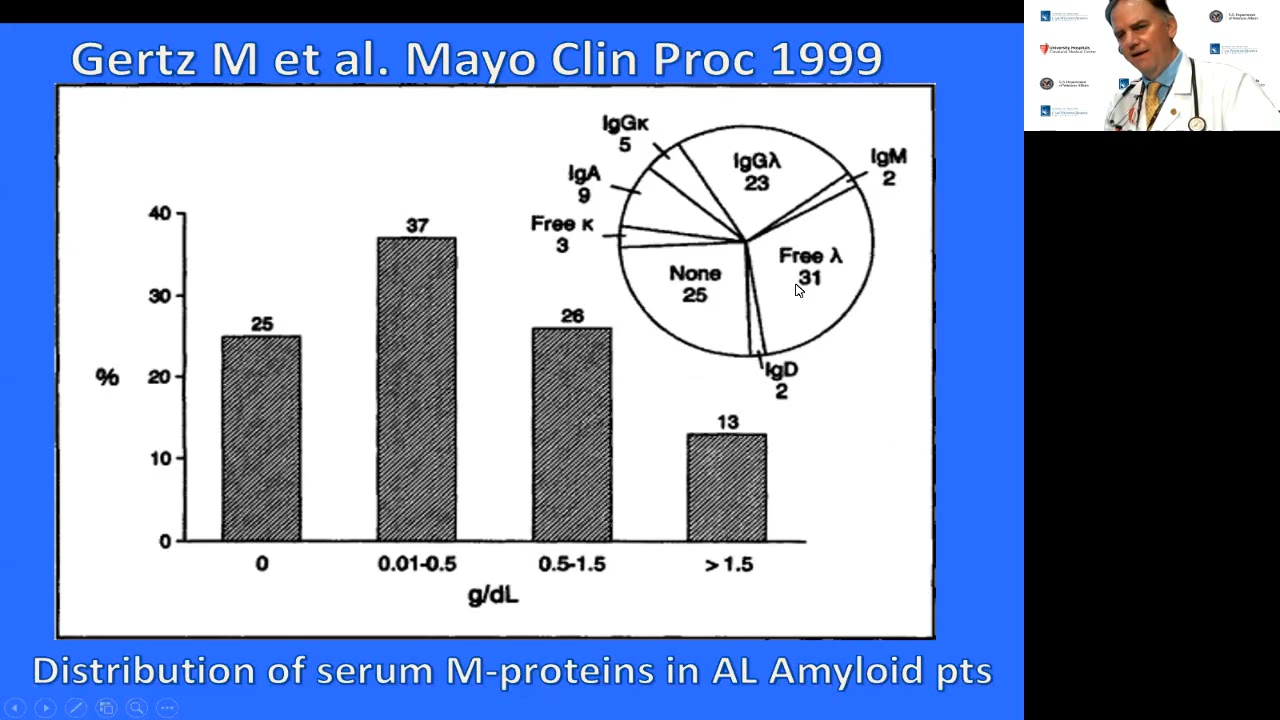 Gertz M et al. Mayo Clin Proc 1999
IgGκ
5
IgGλ
23
IgM
2
IgA
9
Free κ
3
Free λ
31
None
25
IgD
2
40
30
%
20
10
0
25
37
26
13
0
0.01-0.5
0.5-1.5
> 1.5
g/dL
Distribution of serum M-proteins in AL Amyloid pts
University Hospitals